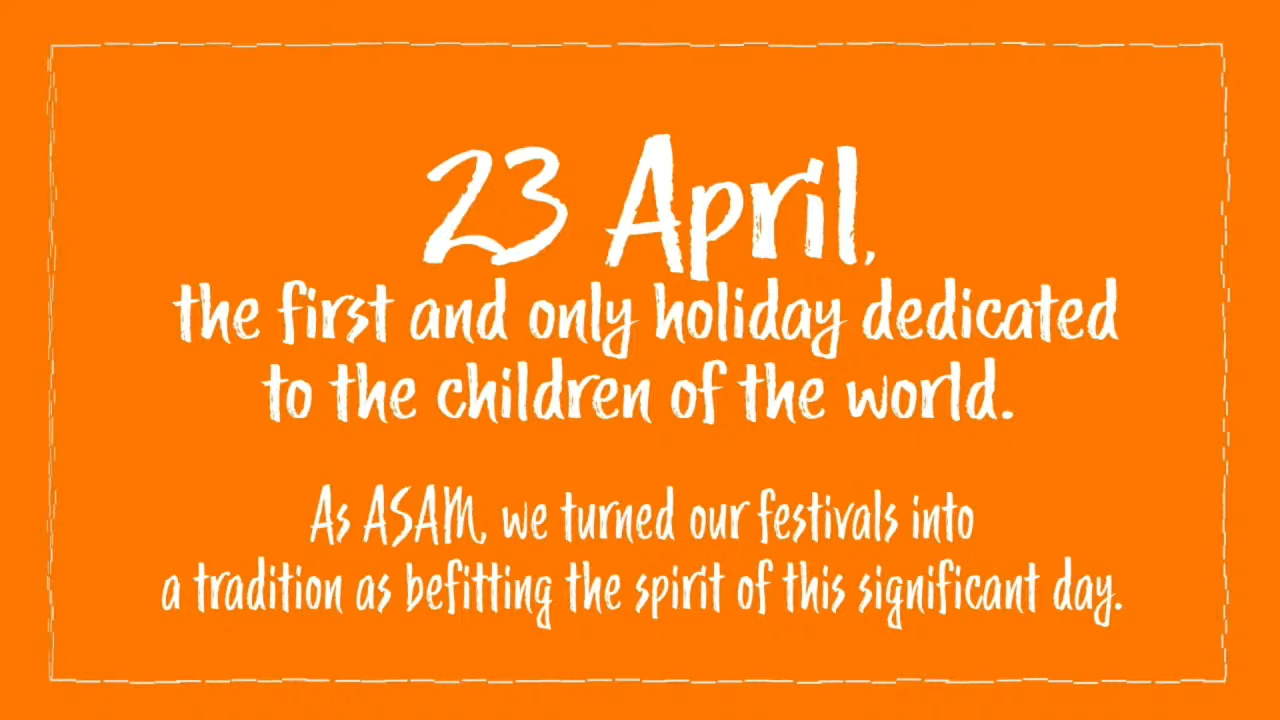 23 April,
the first and only holiday dedicated
to the children of the world.
As ASAM, we turned our festivals into
a tradition as befitting the spirit of this significant day.